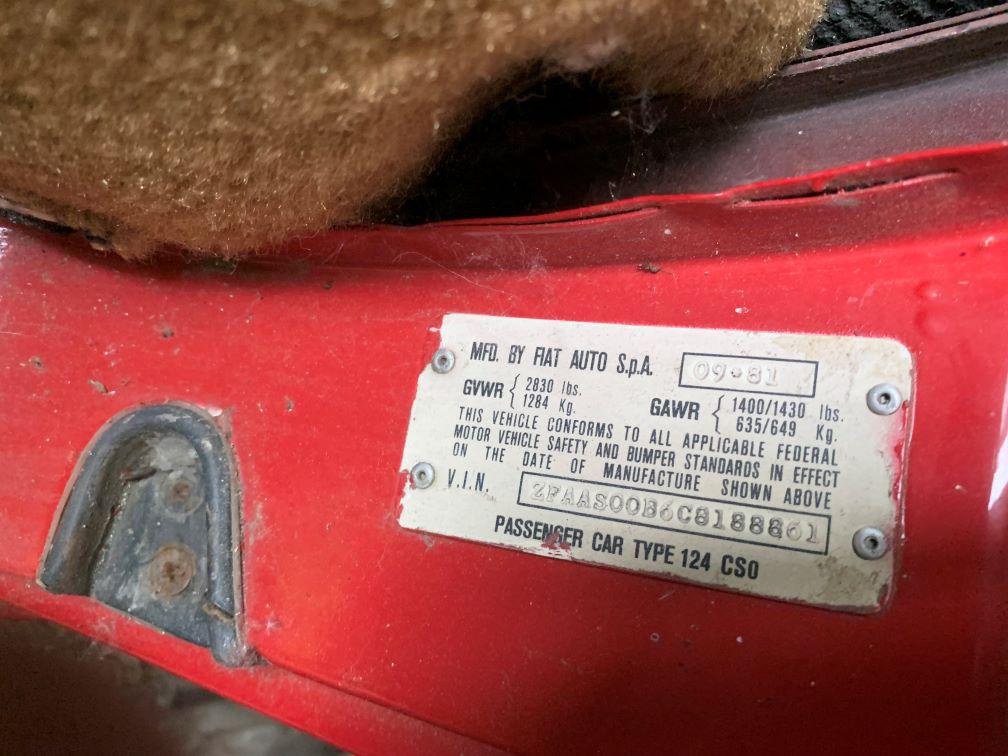 MFD. BY FIAT AUTO S.p.A. 09•81
GVWR { 2830 lbs. 1284 Kg. GAWR { 1400/1430 lbs. 635/649 Kg.
THIS VEHICLE CONFORMS TO ALL APPLICABLE FEDERAL
MOTOR VEHICLE SAFETY AND BUMPER STANDARDS IN EFFECT
ON THE DATE OF MANUFACTURE SHOWN ABOVE
V.I.N. ZFAAS00B6C8188861
PASSENGER CAR TYPE 124 CS0